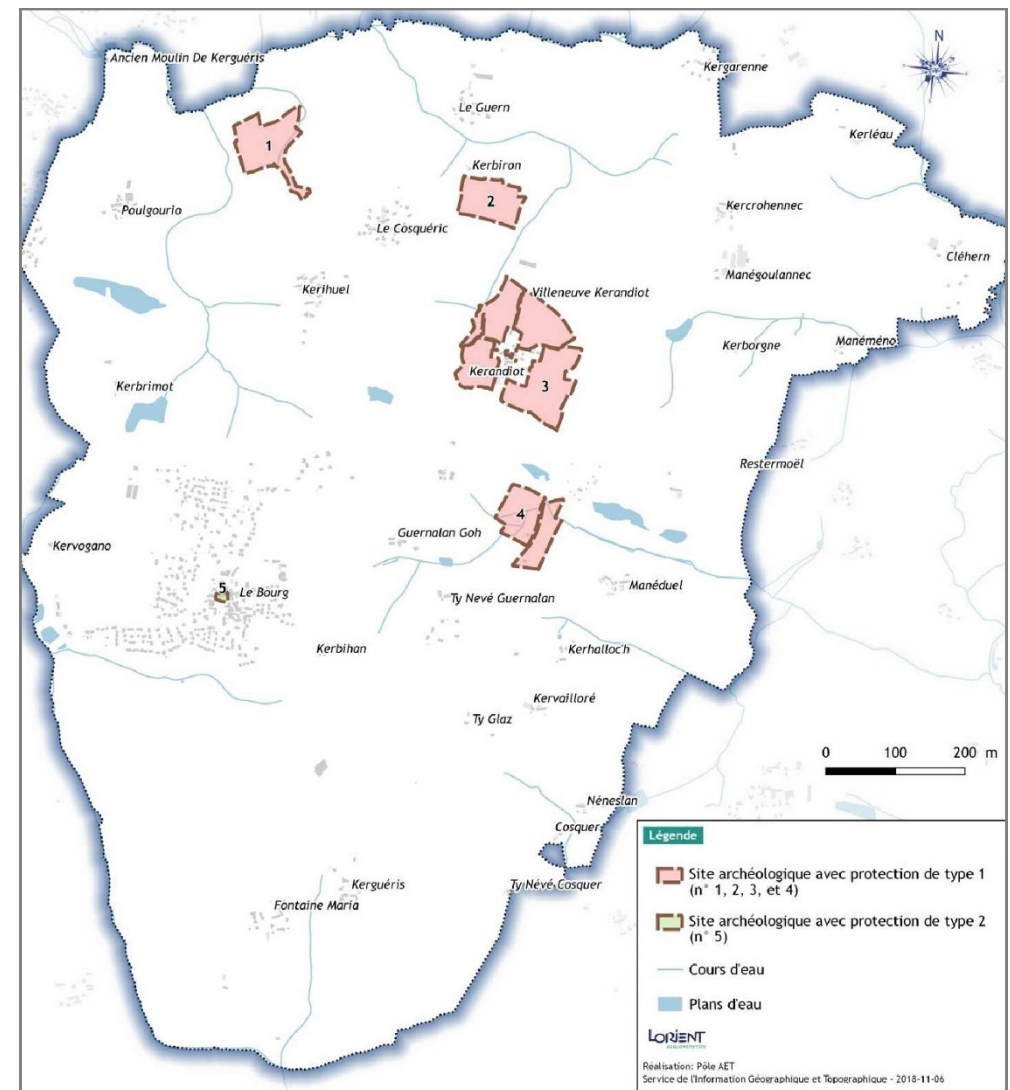 N
Ancien Moulin De Kerguéris
Kergarenne
Le Guern
Kerléau
1
Kerbiron
2
Poulgourio
Le Cosquéric
Kercrohennec
Cléhern
Manégoulannec
Kerihuel
Villeneuve Kerandiot
Kerborgne
Manéméno
Kerandiot
3
Kerbrimot
Restermoël
4
Guernalan Goh
Kervogano
5
Le Bourg
Manéduel
Ty Nevé Guernalan
Kerbihan
Kerhalloc'h
Kervailloré
Ty Glaz
0 100 200 m
Néneslan
Cosquer
Kerguéris
Ty Névé Cosquer
Fontaine Maria
Légende
Site archéologique avec protection de type 1
(n° 1, 2, 3, et 4)
Site archéologique avec protection de type 2
(n° 5)
Cours d'eau
Plans d'eau
LORIENT
AGGLOMÉRATION
Réalisation: Pôle AET
Service de l'Information Géographique et Topographique - 2018-11-06